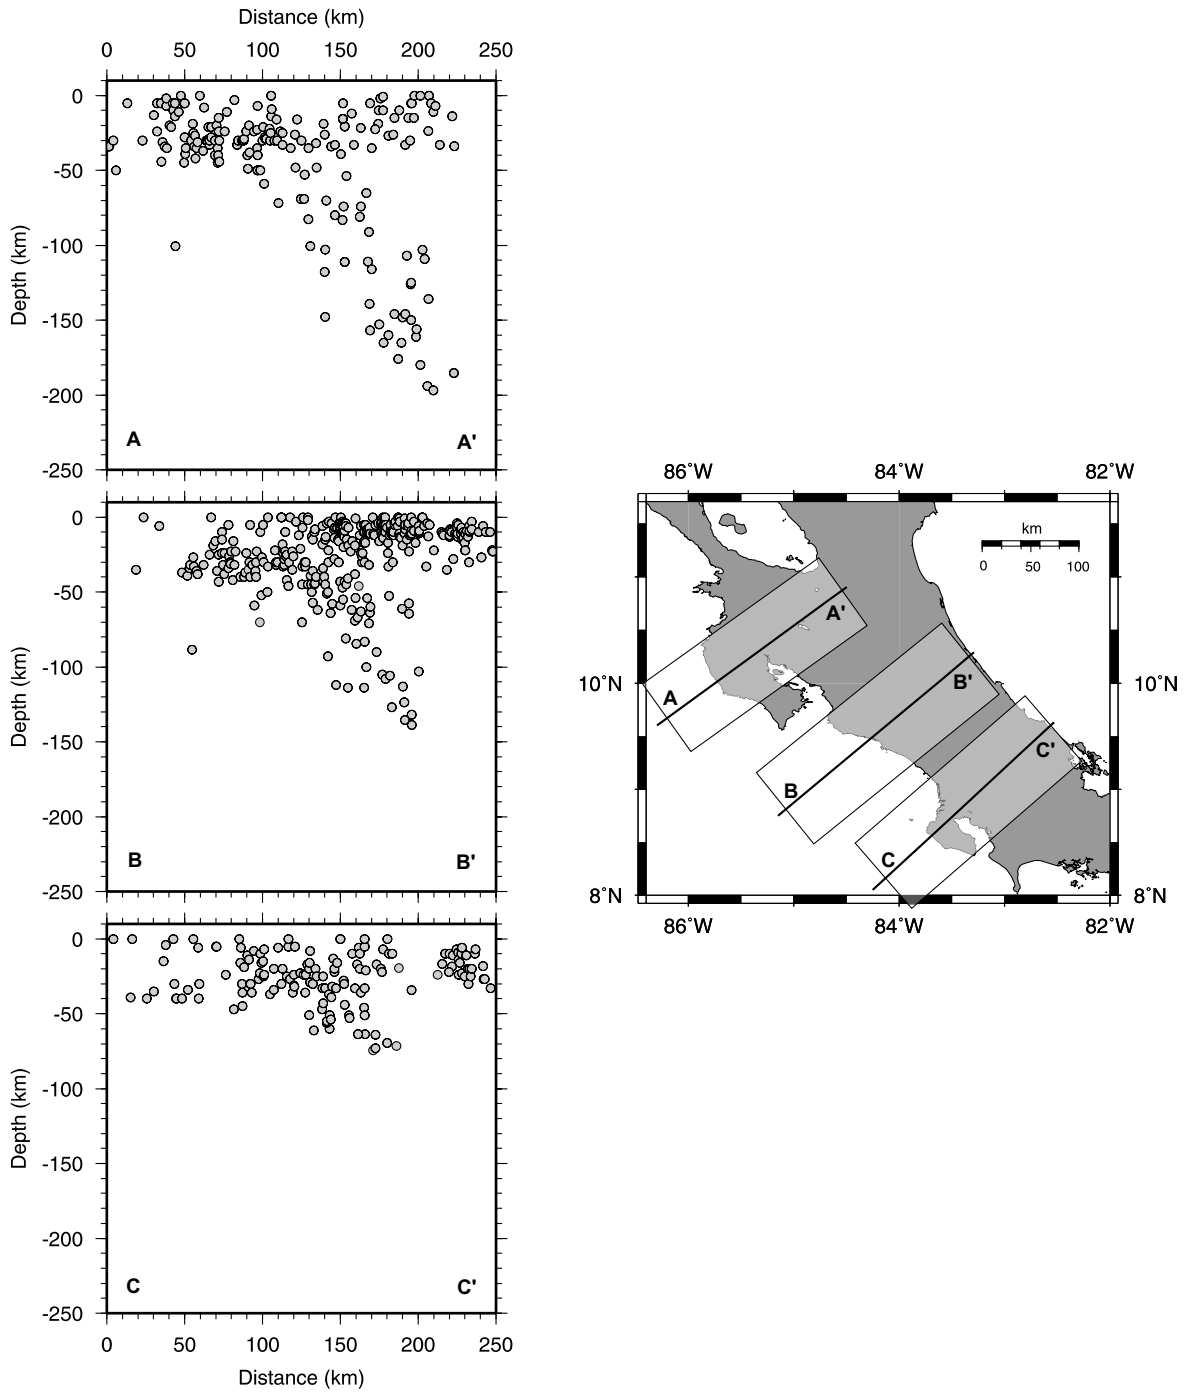 Distance (km)
0 50 100 150 200 250
0
-50
-100
-150
-200
-250
Depth (km)
A A'
0
-50
-100
-150
-200
-250
Depth (km)
B B'
0
-50
-100
-150
-200
-250
Depth (km)
C C'
0 50 100 150 200 250
Distance (km)
86˚W 84˚W 82˚W
km
0 50 100
A'
10˚N 10˚N
A
B'
C'
B
C
8˚N 8˚N
86˚W 84˚W 82˚W